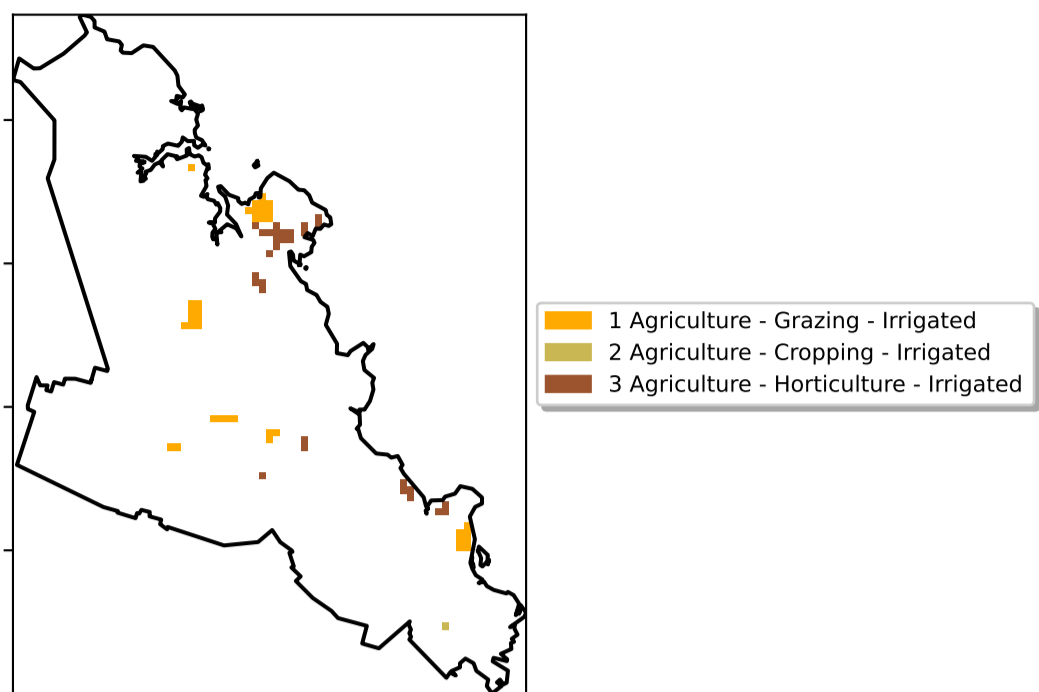 1 Agriculture - Grazing - Irrigated
2 Agriculture - Cropping - Irrigated
3 Agriculture - Horticulture - Irrigated